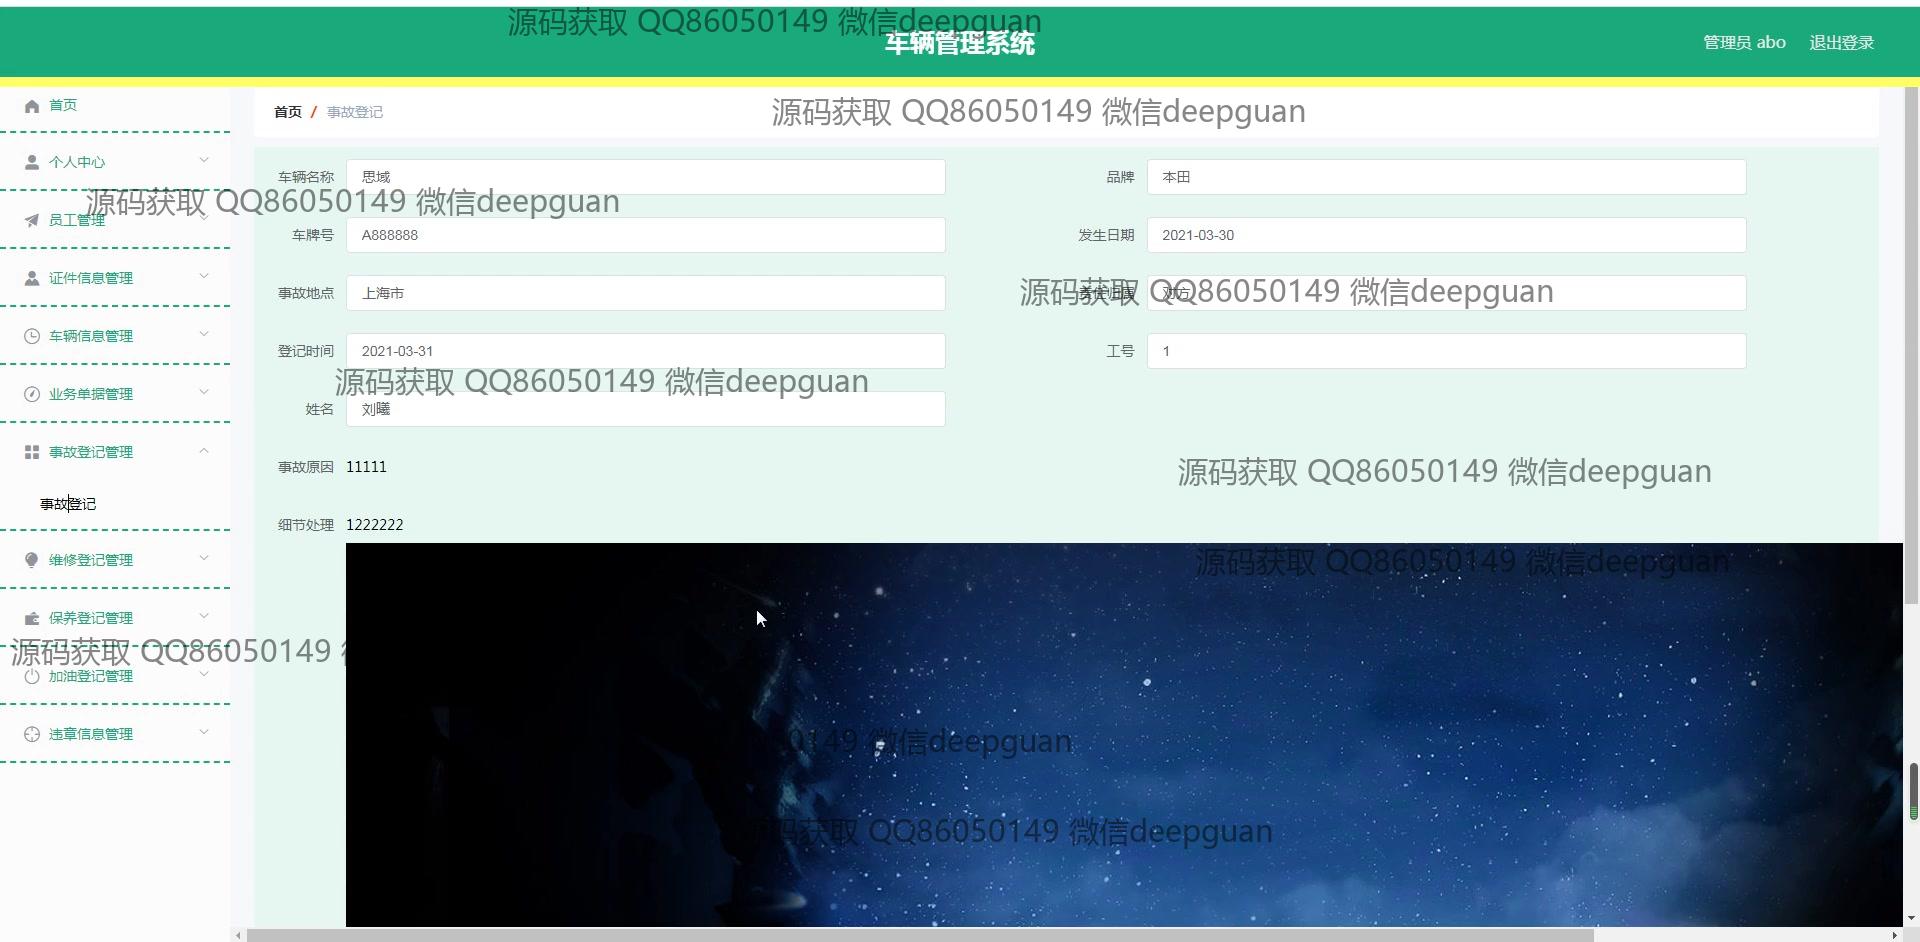 源码获取 QQ86050149 微信deepguan
车辆管理系统
管理员 abo 退出登录
首页
首页 / 事故登记
源码获取 QQ86050149 微信deepguan
个人中心
车辆名称 思域 品牌 本田
源码获取 QQ86050149 微信deepguan
员工管理
车牌号 A888888 发生日期 2021-03-30
证件信息管理
事故地点 上海市 责任归属 对方
源码获取 QQ86050149 微信deepguan
车辆信息管理
登记时间 2021-03-31 工号 1
源码获取 QQ86050149 微信deepguan
业务单据管理
姓名 刘曦
事故登记管理
事故原因 11111
源码获取 QQ86050149 微信deepguan
事故登记
细节处理 1222222
维修登记管理
源码获取 QQ86050149 微信deepguan
保养登记管理
源码获取 QQ86050149
加油登记管理
违章信息管理
0149 微信deepguan
码获取 QQ86050149 微信deepguan